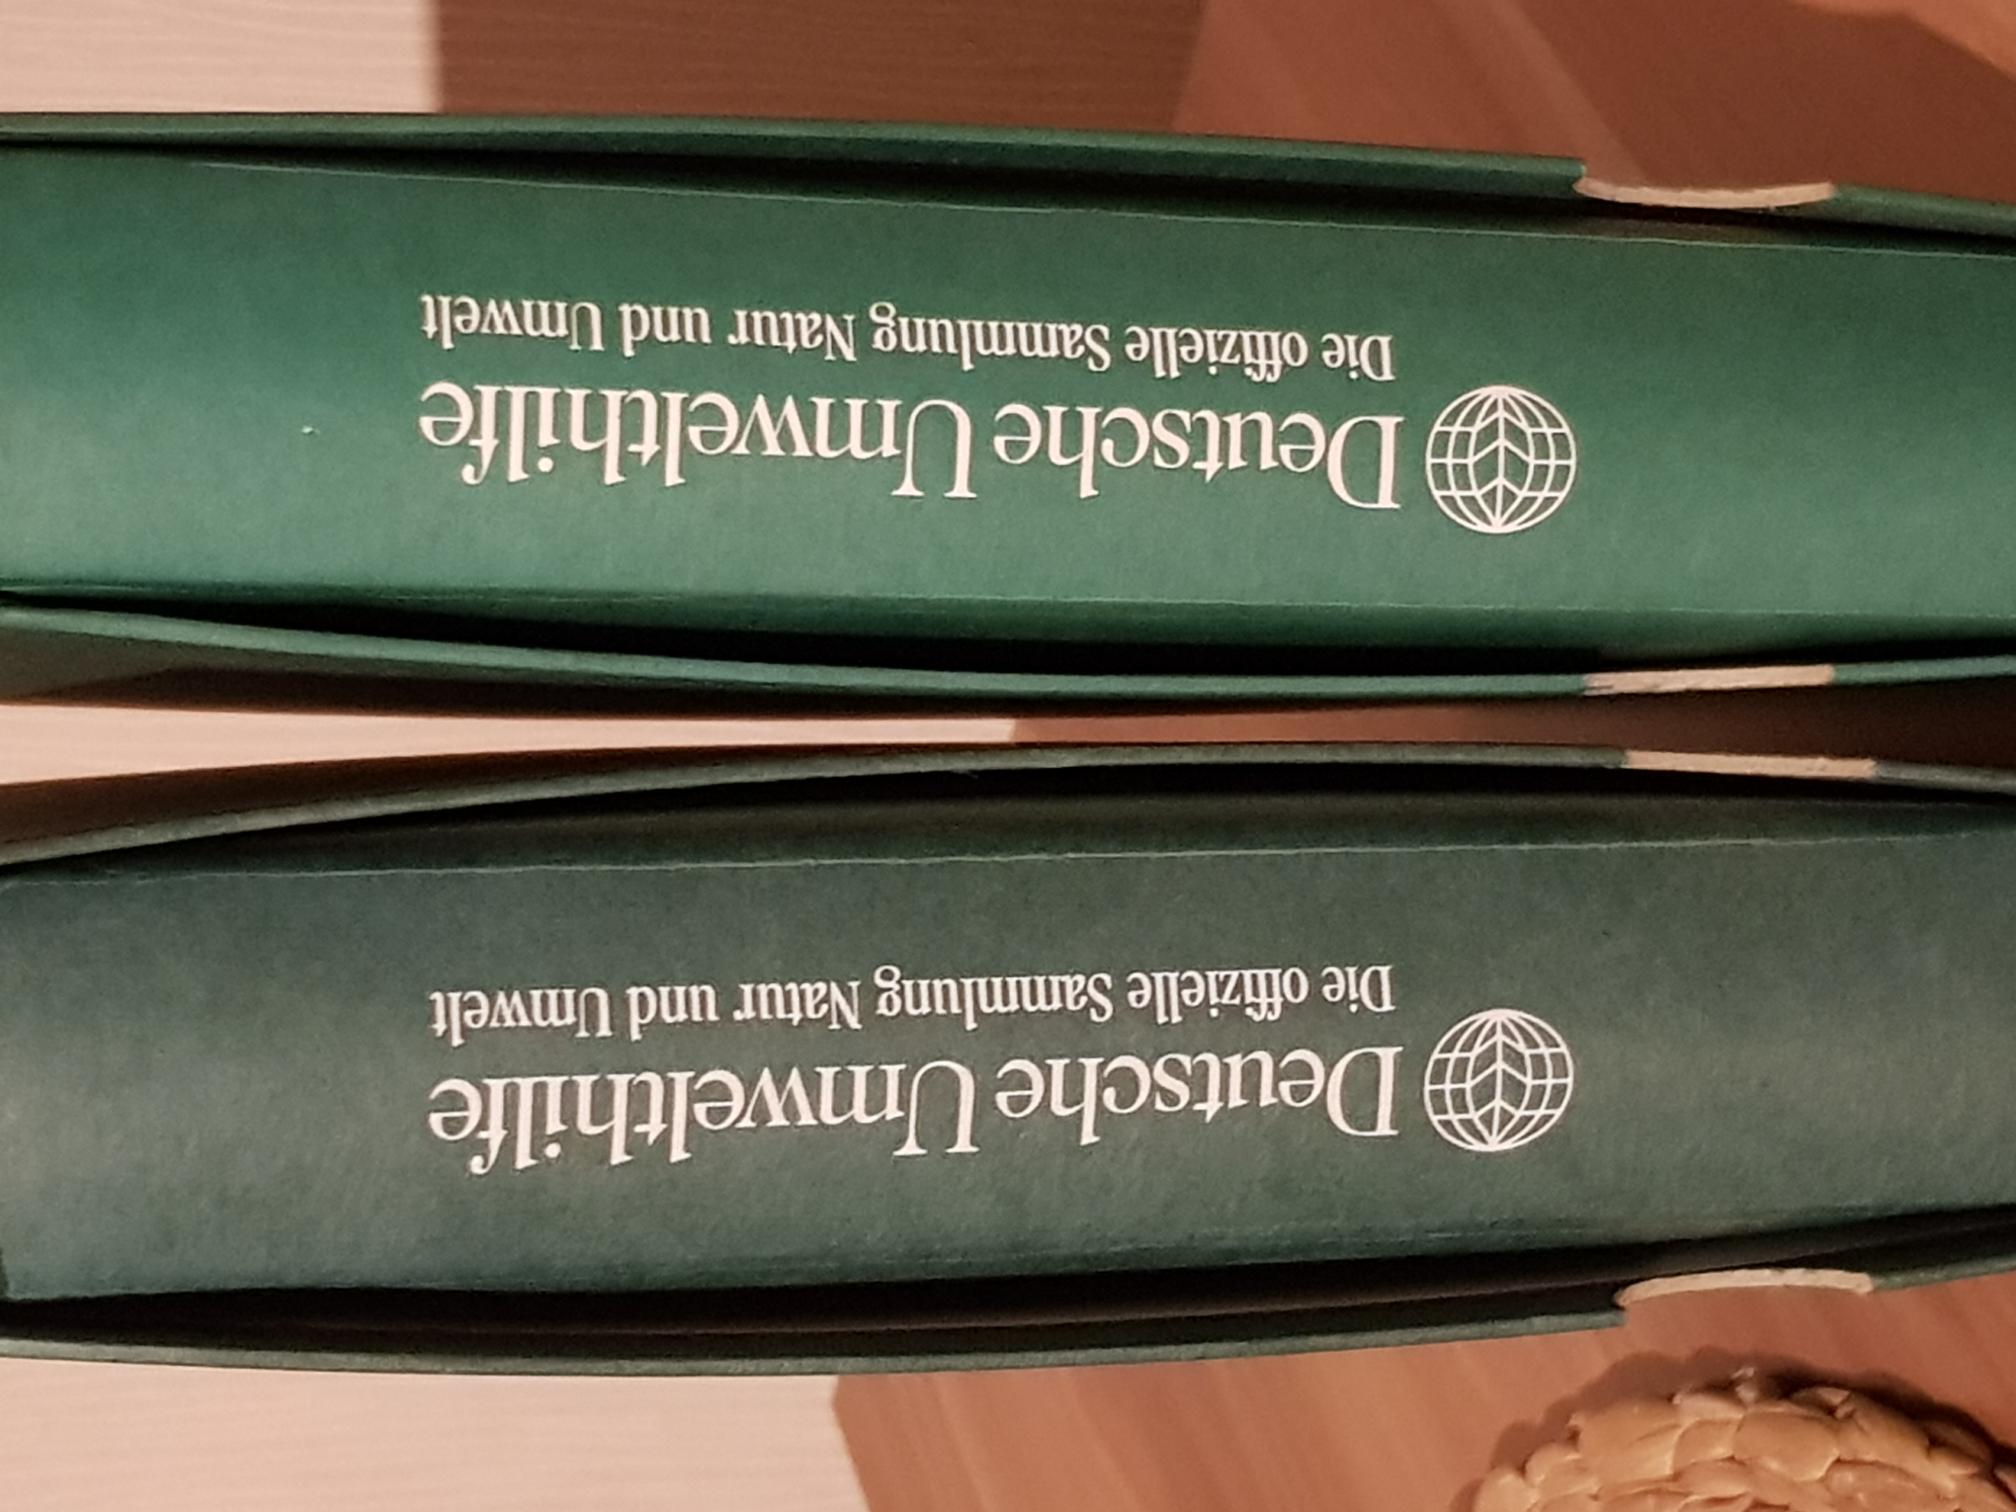 Deutsche Umwelthilfe
Die offizielle Sammlung Natur und Umwelt
Deutsche Umwelthilfe
Die offizielle Sammlung Natur und Umwelt